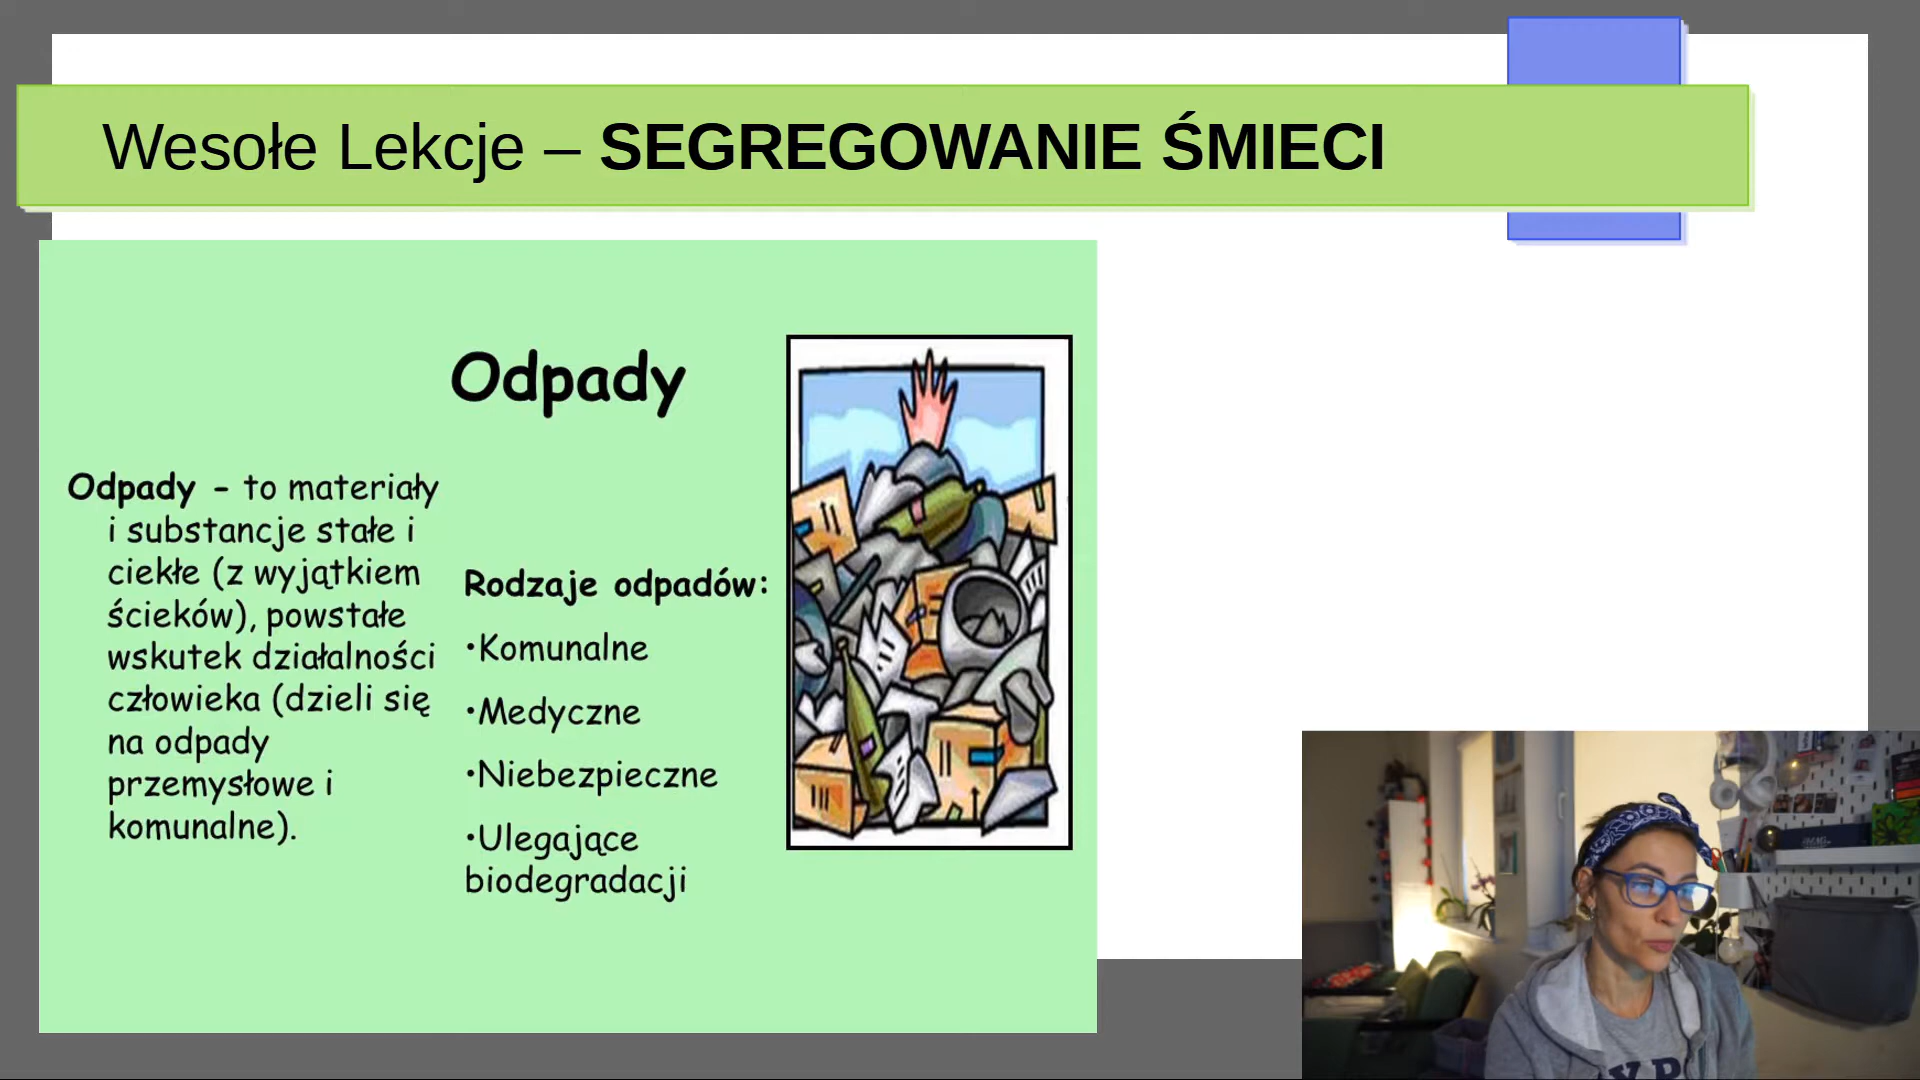 Wesołe Lekcje – SEGREGOWANIE ŚMIECI
Odpady
Odpady - to materiały
i substancje stałe i
ciekłe (z wyjątkiem
ścieków), powstałe
wskutek działalności
człowieka (dzieli się
na odpady
przemysłowe i
komunalne).
Rodzaje odpadów:
•Komunalne
•Medyczne
•Niebezpieczne
•Ulegające
biodegradacji